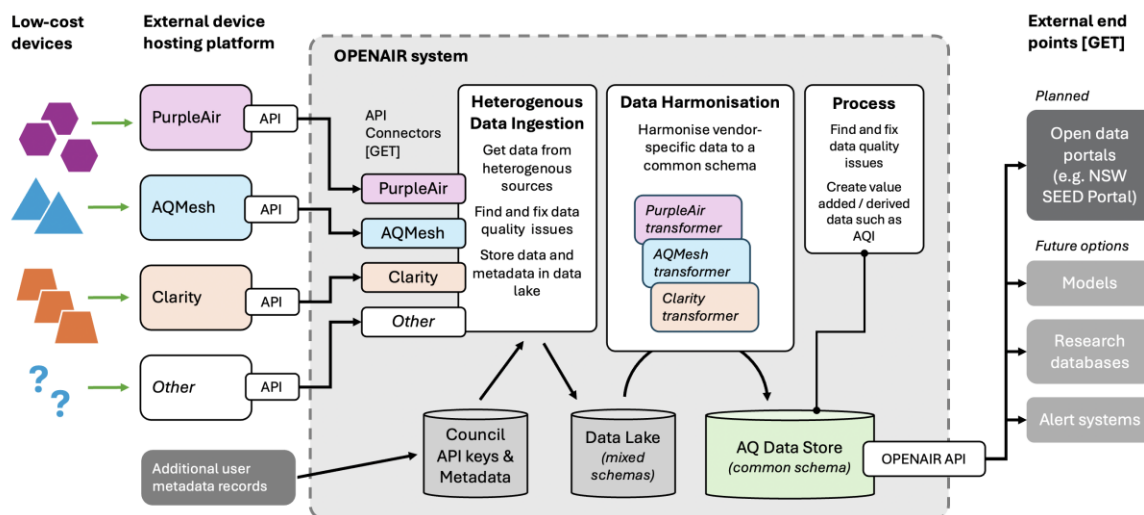 Low-cost
devices
External device
hosting platform
External end
points [GET]
OPENAIR system
PurpleAir
API
AQMesh
API
Clarity
API
Other
API
? ?
Additional user
metadata records
API
Connectors
[GET]
PurpleAir
AQMesh
Clarity
Other
Heterogenous
Data Ingestion
Get data from
heterogenous
sources
Find and fix data
quality issues
Store data and
metadata in data
lake
Data Harmonisation
Harmonise vendor-
specific data to a
common schema
PurpleAir
transformer
AQMesh
transformer
Clarity
transformer
Process
Find and fix
data quality
issues
Create value
added / derived
data such as
AQI
Council
API keys &
Metadata
Data Lake
(mixed
schemas)
AQ Data Store
(common schema)
OPENAIR API
Planned
Open data
portals
(e.g. NSW
SEED Portal)
Future options
Models
Research
databases
Alert systems